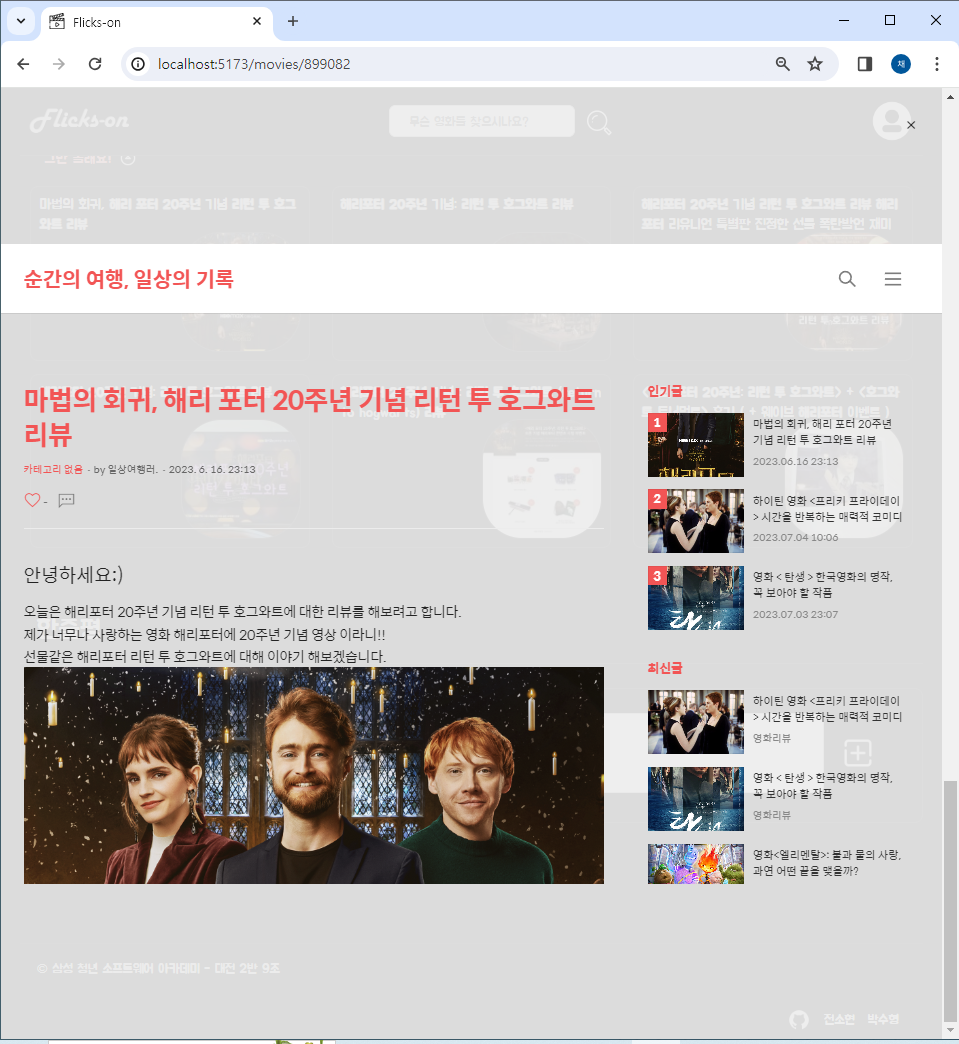 Flicks-on
localhost:5173/movies/899082
재
Flicks-on
무슨 영화를 찾으시나요?
마법의 회귀, 해리 포터 20주년 기념 리턴 투 호그
와트 리뷰
해리포터 20주년 기념: 리턴 투 호그와트 리뷰
해리포터 20주년 기념 리턴 투 호그와트 리뷰 해리
포터 리유니언 특별판 진정한 선물 폭탄방언 재미
순간의 여행, 일상의 기록
마법의 회귀, 해리 포터 20주년 기념 리턴 투 호그와트
리뷰
카테고리 없음 · by 일상여행러. · 2023. 6. 16. 23:13
-
안녕하세요:)
오늘은 해리포터 20주년 기념 리턴 투 호그와트에 대한 리뷰를 해보려고 합니다.
제가 너무나 사랑하는 영화 해리포터에 20주년 기념 영상 이라니!!
선물같은 해리포터 리턴 투 호그와트에 대해 이야기 해보겠습니다.
인기글
1
마법의 회귀, 해리 포터 20주년
기념 리턴 투 호그와트 리뷰
2023.06.16 23:13
2
하이틴 영화 <프리키 프라이데이
> 시간을 반복하는 매력적 코미디
2023.07.04 10:06
3
영화 < 탄생 > 한국영화의 명작,
꼭 보아야 할 작품
2023.07.03 23:07
최신글
하이틴 영화 <프리키 프라이데이
> 시간을 반복하는 매력적 코미디
영화리뷰
영화 < 탄생 > 한국영화의 명작,
꼭 보아야 할 작품
영화리뷰
영화<엘리멘탈>: 불과 물의 사랑,
과연 어떤 끝을 맺을까?
© 삼성 청년 소프트웨어 아카데미 - 대전 2반 9조
전소현 박수형